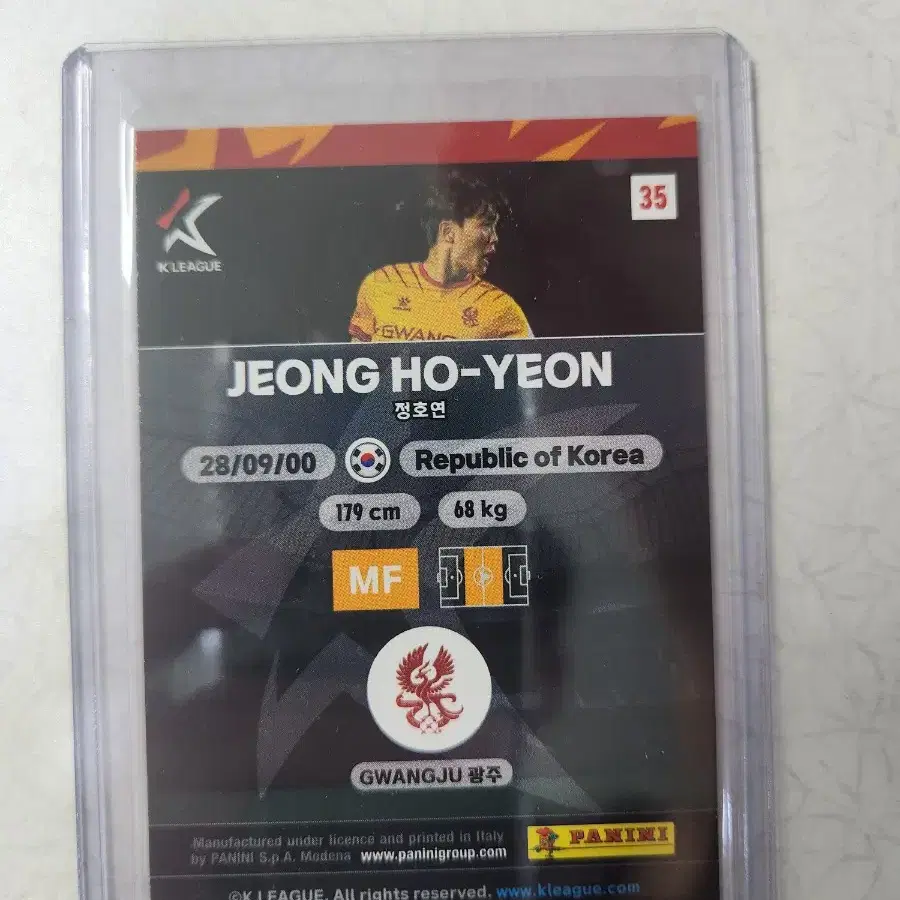 35
K LEAGUE
GWANG
JEONG HO-YEON
정호연
28/09/00 Republic of Korea
179 cm 68 kg
MF
GWANGJU 광주
Manufactured under licence and printed in Italy
by PANINI S.p.A. Modena www.paninigroup.com
PANINI
©K LEAGUE. All rights reserved. www.kleague.com